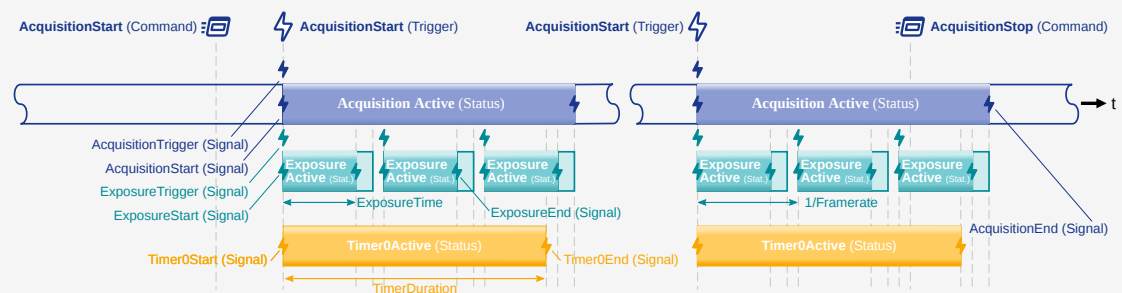 AcquisitionStart (Command)
AcquisitionStart (Trigger)
AcquisitionStart (Trigger)
AcquisitionStop (Command)
Acquisition Active (Status)
Acquisition Active (Status)
t
AcquisitionTrigger (Signal)
AcquisitionStart (Signal)
ExposureTrigger (Signal)
ExposureStart (Signal)
Exposure
Active (Stat.)
Exposure
Active (Stat.)
Exposure
Active (Stat.)
Exposure
Active (Stat.)
Exposure
Active (Stat.)
Exposure
Active (Stat.)
ExposureTime
ExposureEnd (Signal)
1/Framerate
AcquisitionEnd (Signal)
Timer0Active (Status)
Timer0Active (Status)
Timer0Start (Signal)
Timer0End (Signal)
TimerDuration